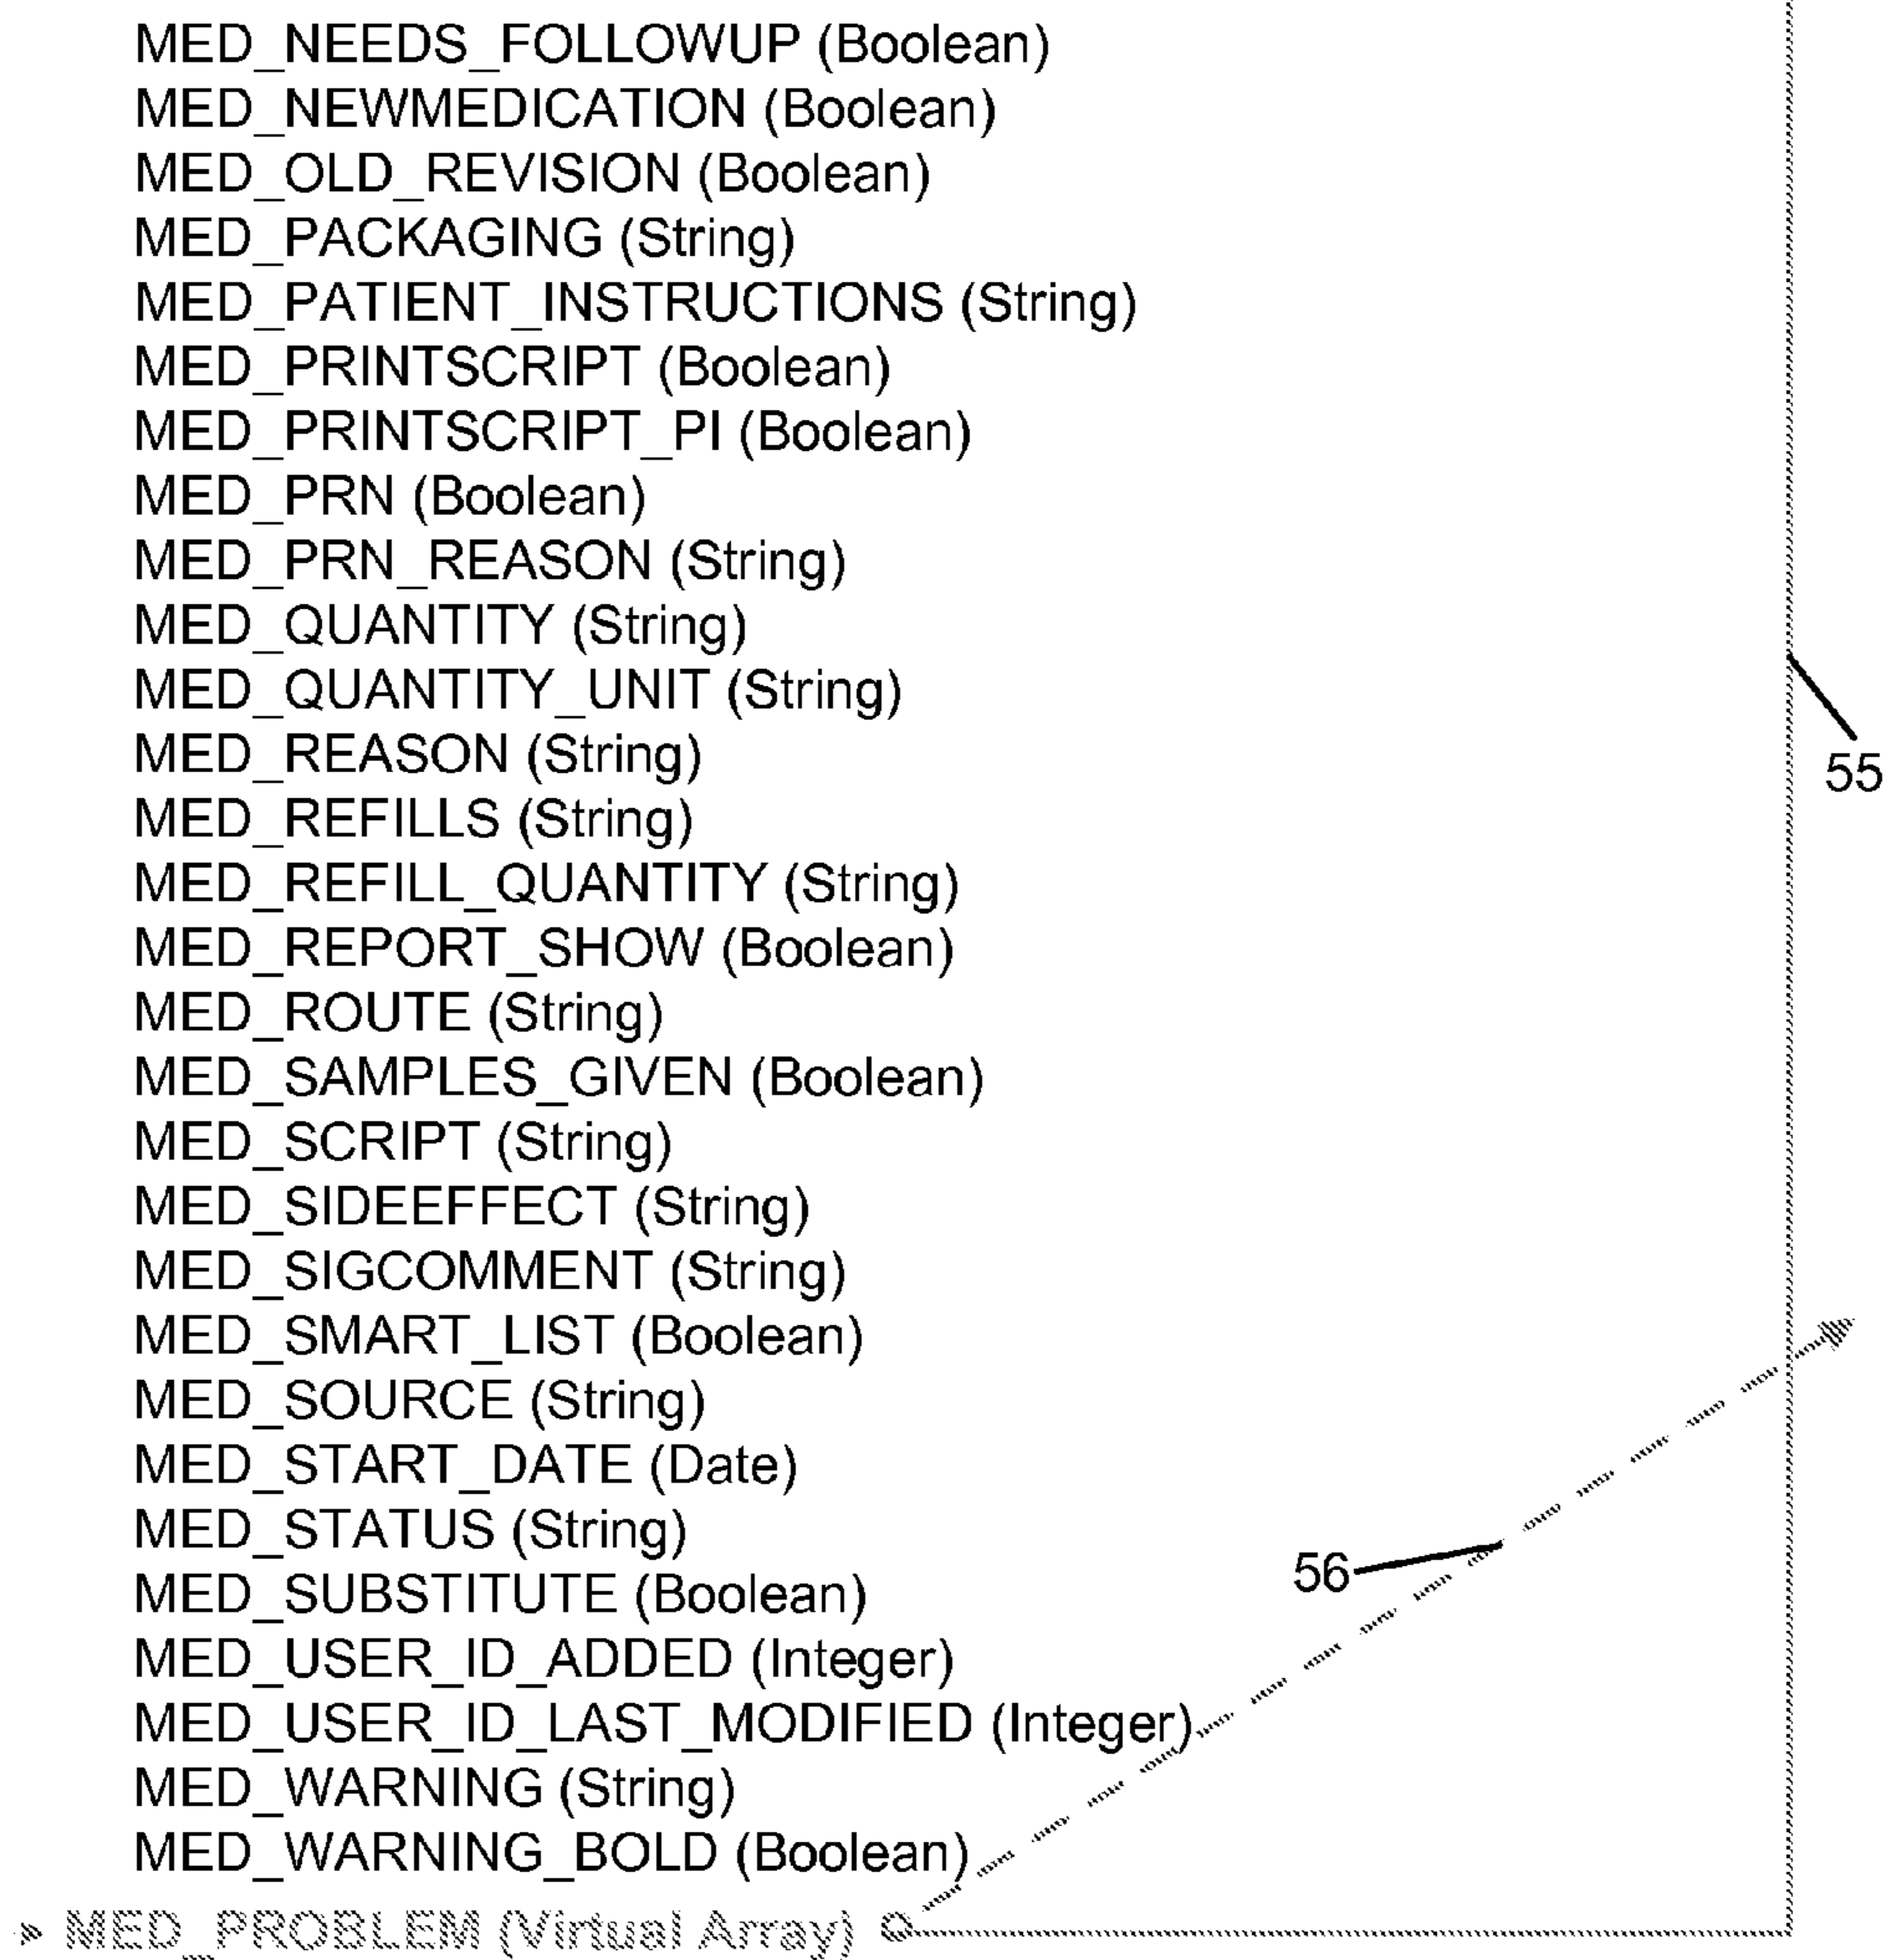 MED_NEEDS_FOLLOWUP (Boolean)
MED_NEWMEDICATION (Boolean)
MED_OLD_REVISION (Boolean)
MED_PACKAGING (String)
MED_PATIENT_INSTRUCTIONS (String)
MED_PRINTSCRIPT (Boolean)
MED_PRINTSCRIPT_PI (Boolean)
MED_PRN (Boolean)
MED_PRN_REASON (String)
MED_QUANTITY (String)
MED_QUANTITY_UNIT (String)
MED_REASON (String)
55
MED_REFILLS (String)
MED_REFILL_QUANTITY (String)
MED_REPORT_SHOW (Boolean)
MED_ROUTE (String)
MED_SAMPLES_GIVEN (Boolean)
MED_SCRIPT (String)
MED_SIDEEFFECT (String)
MED_SIGCOMMENT (String)
MED_SMART_LIST (Boolean)
MED_SOURCE (String)
MED_START_DATE (Date)
MED_STATUS (String)
56
MED_SUBSTITUTE (Boolean)
MED_USER_ID_ADDED (Integer)
MED_USER_ID_LAST_MODIFIED (Integer)
MED_WARNING (String)
MED_WARNING_BOLD (Boolean)
MED_PROBLEM (Virtual Array)